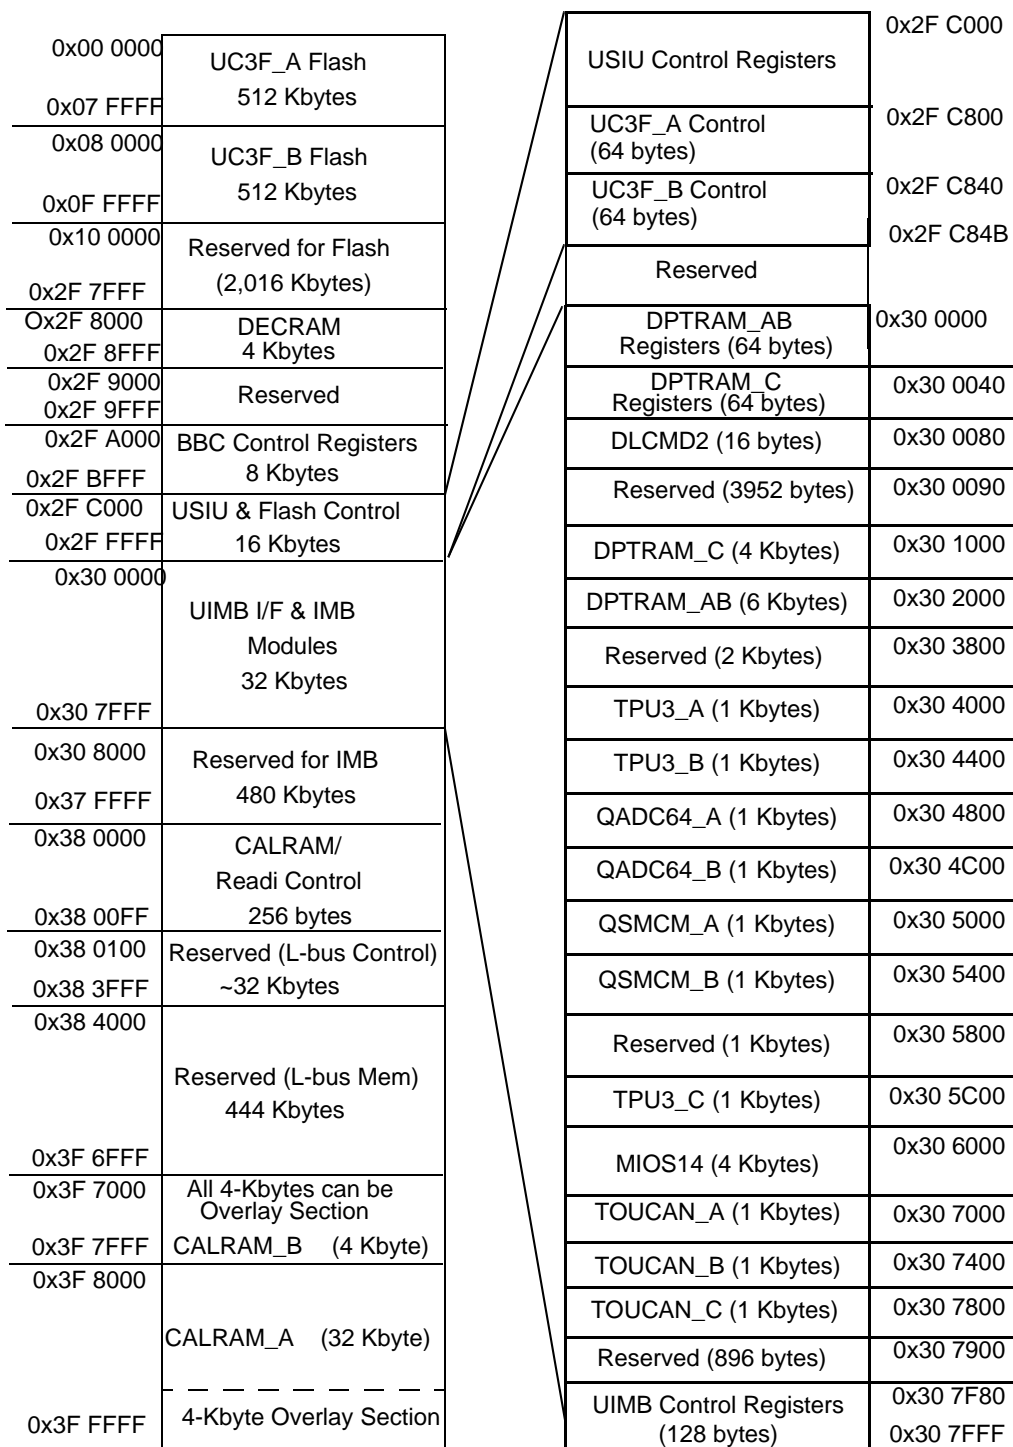 0x00 0000
UC3F_A Flash
512 Kbytes
0x07 FFFF
0x08 0000
UC3F_B Flash
512 Kbytes
0x0F FFFF
0x10 0000
Reserved for Flash
(2,016 Kbytes)
0x2F 7FFF
Ox2F 8000
DECRAM
4 Kbytes
0x2F 8FFF
0x2F 9000
Reserved
0x2F 9FFF
0x2F A000
BBC Control Registers
8 Kbytes
0x2F BFFF
0x2F C000
USIU & Flash Control
16 Kbytes
0x2F FFFF
0x30 0000
UIMB I/F & IMB
Modules
32 Kbytes
0x30 7FFF
0x30 8000
Reserved for IMB
480 Kbytes
0x37 FFFF
0x38 0000
CALRAM/
Readi Control
256 bytes
0x38 00FF
0x38 0100
Reserved (L-bus Control)
~32 Kbytes
0x38 3FFF
0x38 4000
Reserved (L-bus Mem)
444 Kbytes
0x3F 6FFF
0x3F 7000
All 4-Kbytes can be
Overlay Section
0x3F 7FFF
CALRAM_B (4 Kbyte)
0x3F 8000
CALRAM_A (32 Kbyte)
4-Kbyte Overlay Section
0x3F FFFF
0x2F C000
USIU Control Registers
UC3F_A Control
(64 bytes)
0x2F C800
UC3F_B Control
(64 bytes)
0x2F C840
0x2F C84B
Reserved
DPTRAM_AB
Registers (64 bytes)
0x30 0000
DPTRAM_C
Registers (64 bytes)
0x30 0040
DLCMD2 (16 bytes)
0x30 0080
Reserved (3952 bytes)
0x30 0090
DPTRAM_C (4 Kbytes)
0x30 1000
DPTRAM_AB (6 Kbytes)
0x30 2000
Reserved (2 Kbytes)
0x30 3800
TPU3_A (1 Kbytes)
0x30 4000
TPU3_B (1 Kbytes)
0x30 4400
QADC64_A (1 Kbytes)
0x30 4800
QADC64_B (1 Kbytes)
0x30 4C00
QSMCM_A (1 Kbytes)
0x30 5000
QSMCM_B (1 Kbytes)
0x30 5400
Reserved (1 Kbytes)
0x30 5800
TPU3_C (1 Kbytes)
0x30 5C00
MIOS14 (4 Kbytes)
0x30 6000
TOUCAN_A (1 Kbytes)
0x30 7000
TOUCAN_B (1 Kbytes)
0x30 7400
TOUCAN_C (1 Kbytes)
0x30 7800
Reserved (896 bytes)
0x30 7900
UIMB Control Registers
(128 bytes)
0x30 7F80
0x30 7FFF